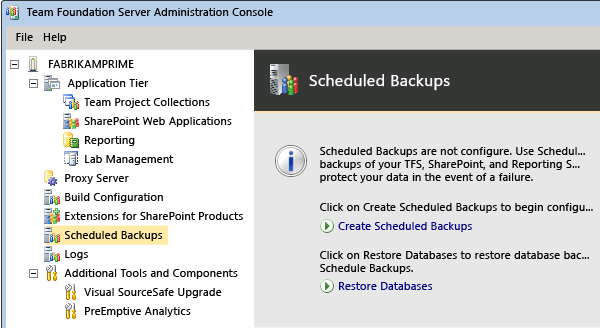 Team Foundation Server Administration Console
File Help
FABRIKAMPRIME
Application Tier
Team Project Collections
SharePoint Web Applications
Reporting
Lab Management
Proxy Server
Build Configuration
Extensions for SharePoint Products
Scheduled Backups
Logs
Additional Tools and Components
Visual SourceSafe Upgrade
PreEmptive Analytics
Scheduled Backups
Scheduled Backups are not configure. Use Schedul...
backups of your TFS, SharePoint, and Reporting S...
protect your data in the event of a failure.
Click on Create Scheduled Backups to begin configu...
Create Scheduled Backups
Click on Restore Databases to restore database bac...
Schedule Backups.
Restore Databases